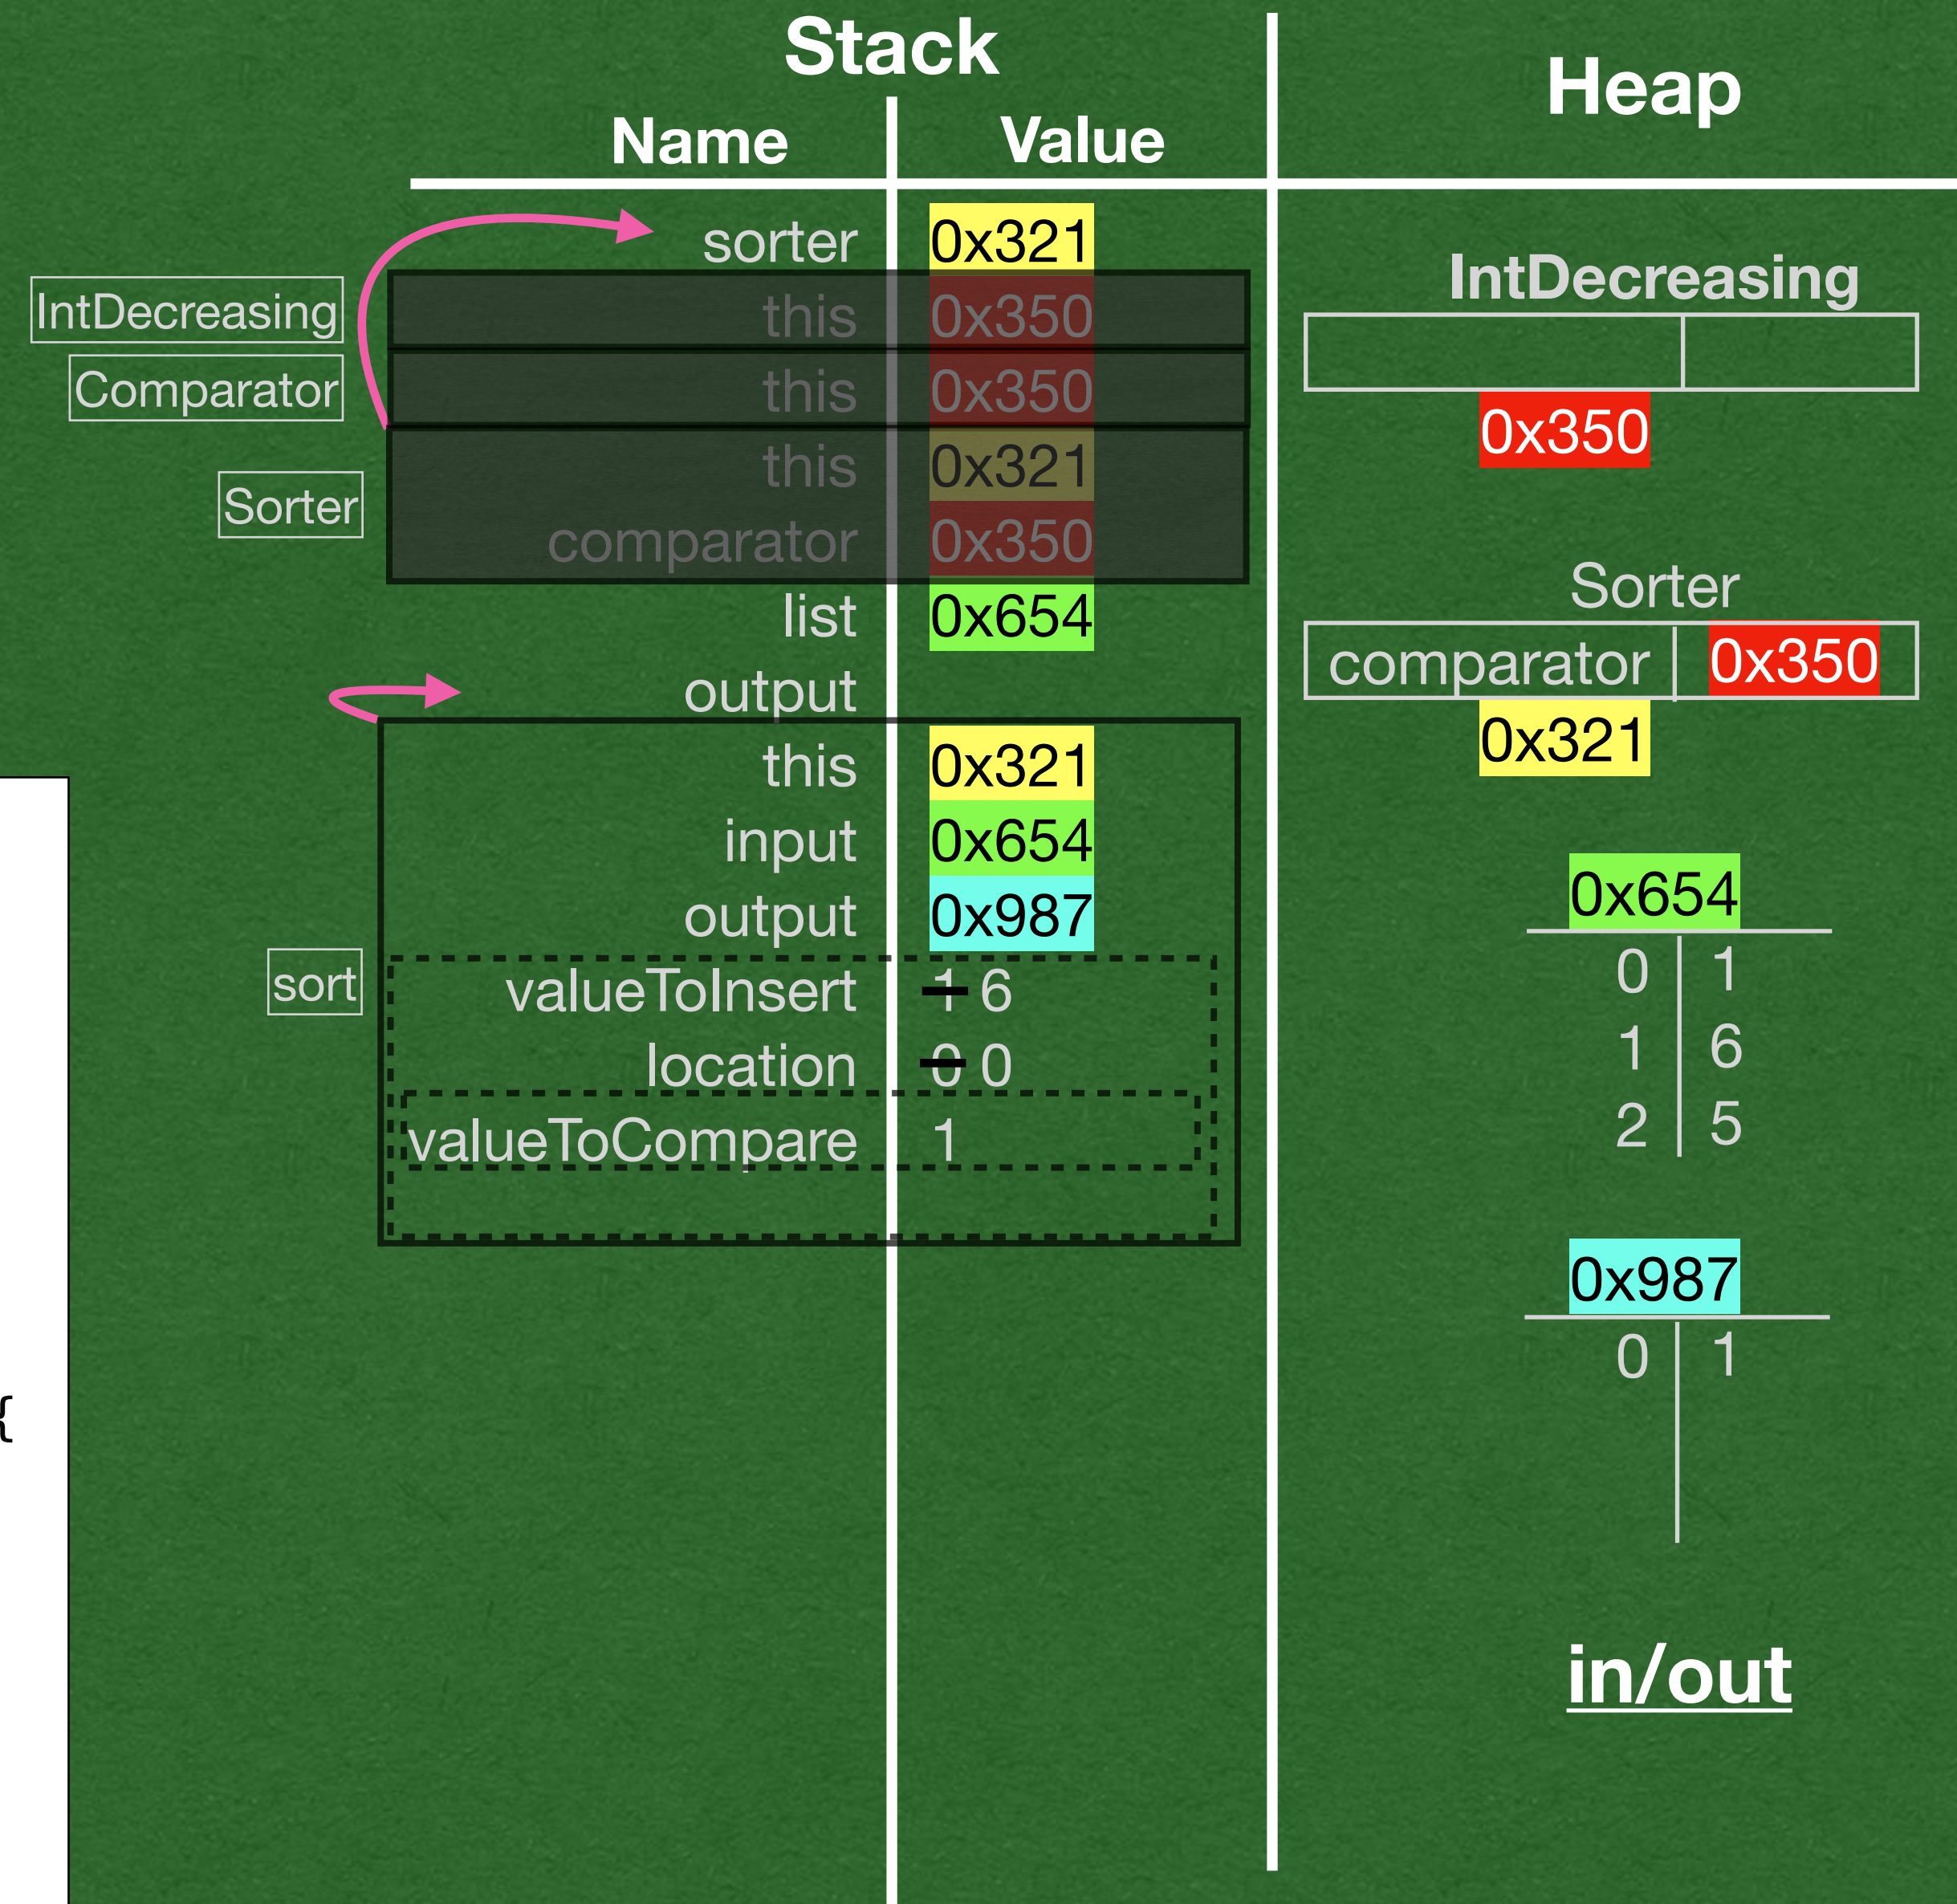 Stack
Heap
Name Value
sorter 0x321
IntDecreasing this 0x350
Comparator this 0x350
this 0x321
Sorter
comparator 0x350
list 0x654
output
this 0x321
input 0x654
output 0x987
sort
valueToInsert 1 6
location 0 0
valueToCompare 1
IntDecreasing
0x350
Sorter
comparator 0x350
0x321
0x654
0 1
1 6
2 5
0x987
0 1
in/out
{